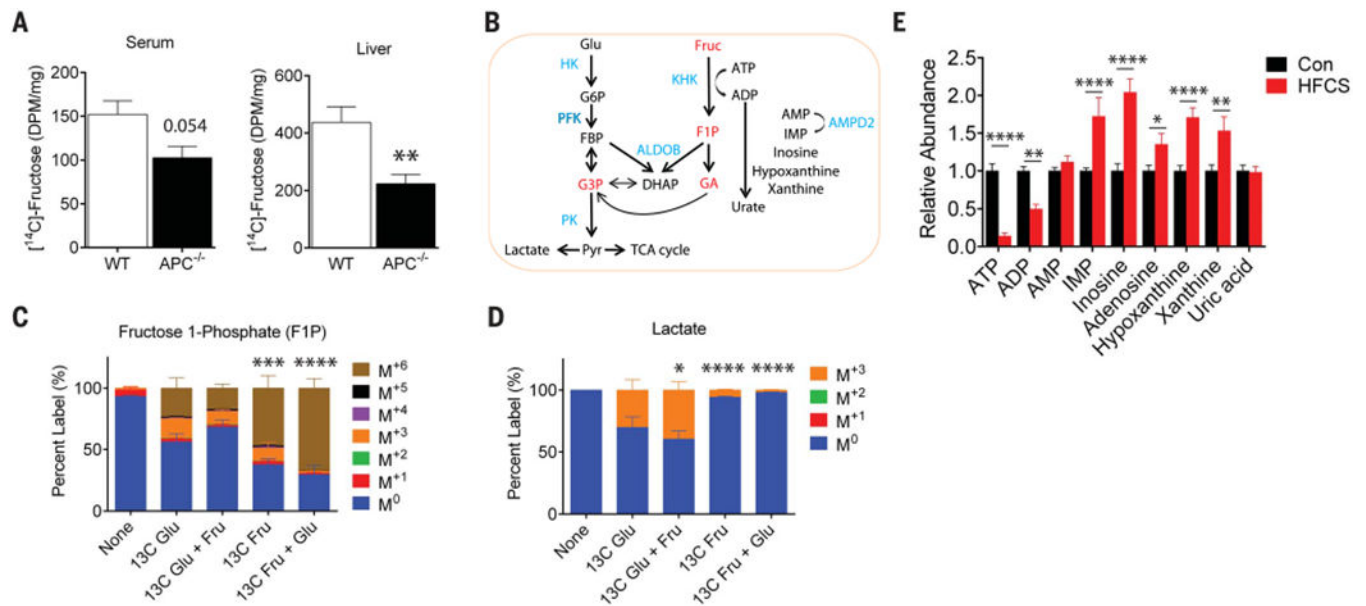 A
Serum
[¹⁴C]-Fructose (DPM/mg)
200
150
100
50
0
0.054
WT
APC⁻/⁻
Liver
[¹⁴C]-Fructose (DPM/mg)
600
400
200
0
**
WT
APC⁻/⁻
B
Glu
HK
G6P
PFK
FBP
G3P
PK
Lactate
Pyr
TCA cycle
ALDOB
DHAP
Fruc
KHK
ATP
ADP
F1P
GA
AMP
IMP
AMPD2
Inosine
Hypoxanthine
Xanthine
Urate
E
Relative Abundance
2.5
2.0
1.5
1.0
0.5
0.0
Con
HFCS
****
**
****
****
*
****
**
ATP
ADP
AMP
IMP
Inosine
Adenosine
Hypoxanthine
Xanthine
Uric acid
C
Fructose 1-Phosphate (F1P)
Percent Label (%)
100
50
0
***
****
M⁺⁶
M⁺⁵
M⁺⁴
M⁺³
M⁺²
M⁺¹
M⁰
None
13C Glu
13C Glu + Fru
13C Fru
13C Fru + Glu
D
Lactate
Percent Label (%)
100
50
0
*
****
****
M⁺³
M⁺²
M⁺¹
M⁰
None
13C Glu
13C Glu + Fru
13C Fru
13C Fru + Glu